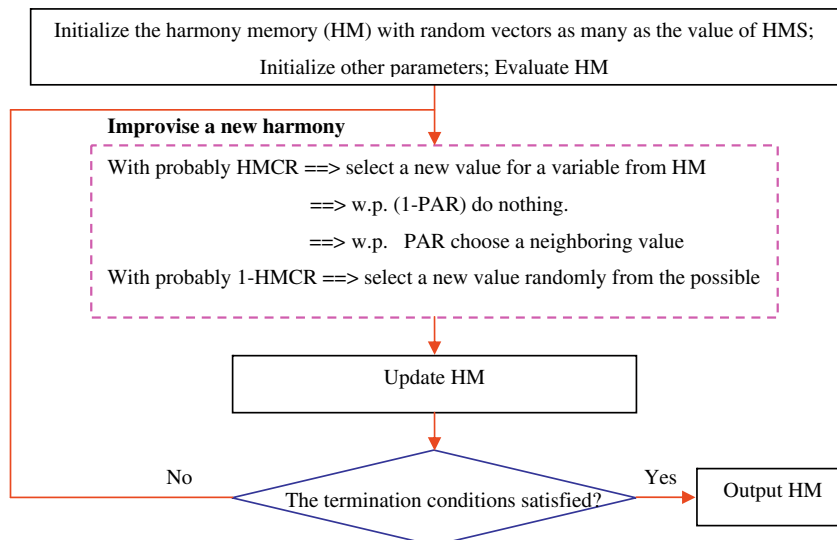 Initialize the harmony memory (HM) with random vectors as many as the value of HMS;
Initialize other parameters; Evaluate HM
Improvise a new harmony
With probably HMCR ==> select a new value for a variable from HM
==> w.p. (1-PAR) do nothing.
==> w.p. PAR choose a neighboring value
With probably 1-HMCR ==> select a new value randomly from the possible
Update HM
No
The termination conditions satisfied?
Yes
Output HM